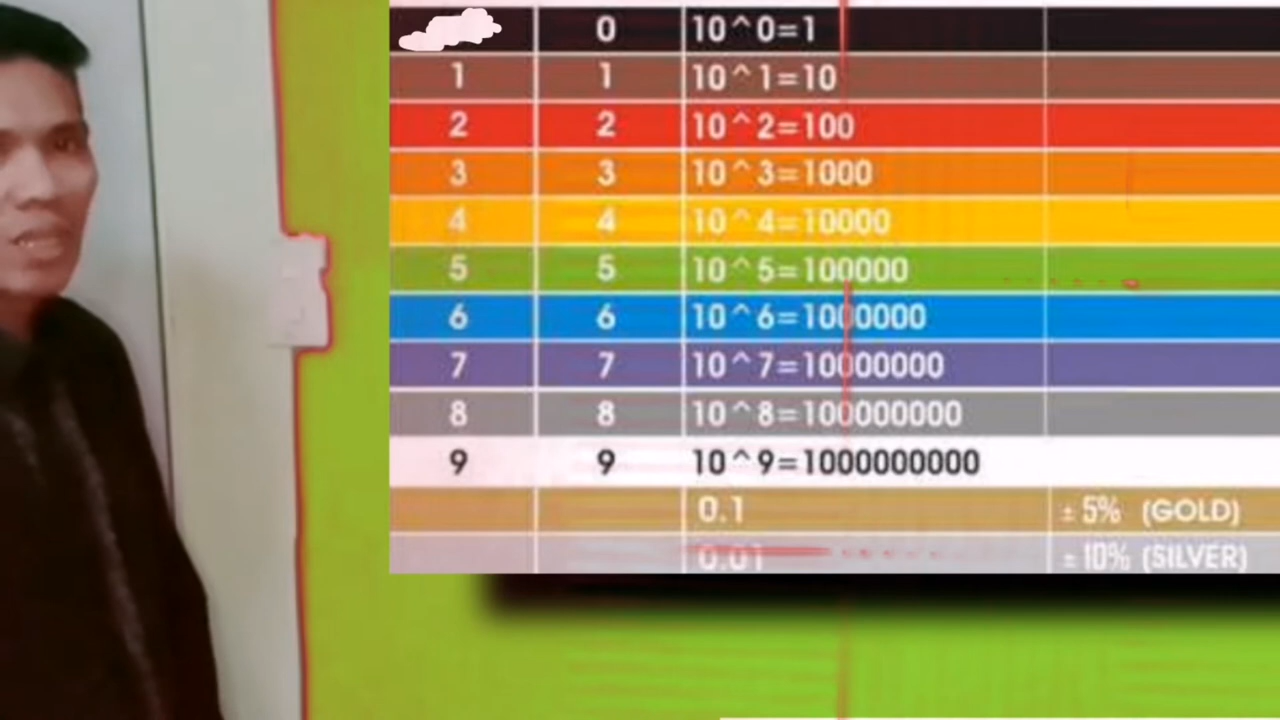 0 10^0=1
1 1 10^1=10
2 2 10^2=100
3 3 10^3=1000
4 4 10^4=10000
5 5 10^5=100000
6 6 10^6=1000000
7 7 10^7=10000000
8 8 10^8=100000000
9 9 10^9=1000000000
0.1 ± 5% (GOLD)
0.01 ± 10% (SILVER)